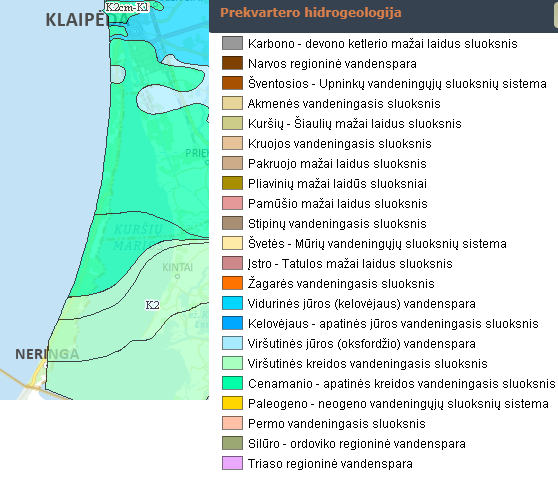 K2cm-K1
KLAIPĖDA
PRIE
KURŠIŲ
MARIOS
KINTAI
K2
NERINGA
Prekvartero hidrogeologija
Karbono - devono ketlerio mažai laidus sluoksnis
Narvos regioninė vandenspara
Šventosios - Upninkų vandeningųjų sluoksnių sistema
Akmenės vandeningasis sluoksnis
Kuršių - Šiaulių mažai laidus sluoksnis
Kruojos vandeningasis sluoksnis
Pakruojo mažai laidus sluoksnis
Pliavinių mažai laidūs sluoksniai
Pamūšio mažai laidus sluoksnis
Stipinų vandeningasis sluoksnis
Švetės - Mūrių vandeningųjų sluoksnių sistema
Įstro - Tatulos mažai laidus sluoksnis
Žagarės vandeningasis sluoksnis
Vidurinės jūros (kelovėjaus) vandenspara
Kelovėjaus - apatinės jūros vandeningasis sluoksnis
Viršutinės jūros (oksfordžio) vandenspara
Viršutinės kreidos vandeningasis sluoksnis
Cenamanio - apatinės kreidos vandeningasis sluoksnis
Paleogeno - neogeno vandeningųjų sluoksnių sistema
Permo vandeningasis sluoksnis
Silūro - ordoviko regioninė vandenspara
Triaso regioninė vandenspara